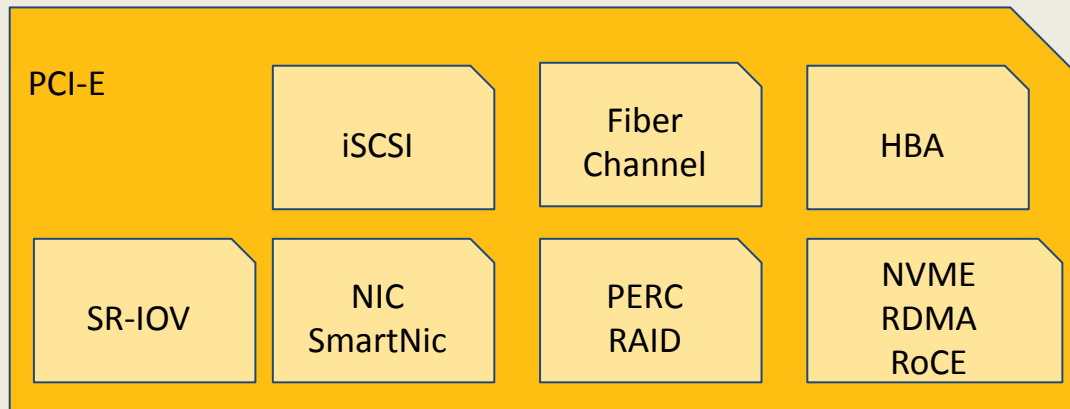 PCI-E
iSCSI
Fiber
Channel
HBA
SR-IOV
NIC
SmartNic
PERC
RAID
NVME
RDMA
RoCE